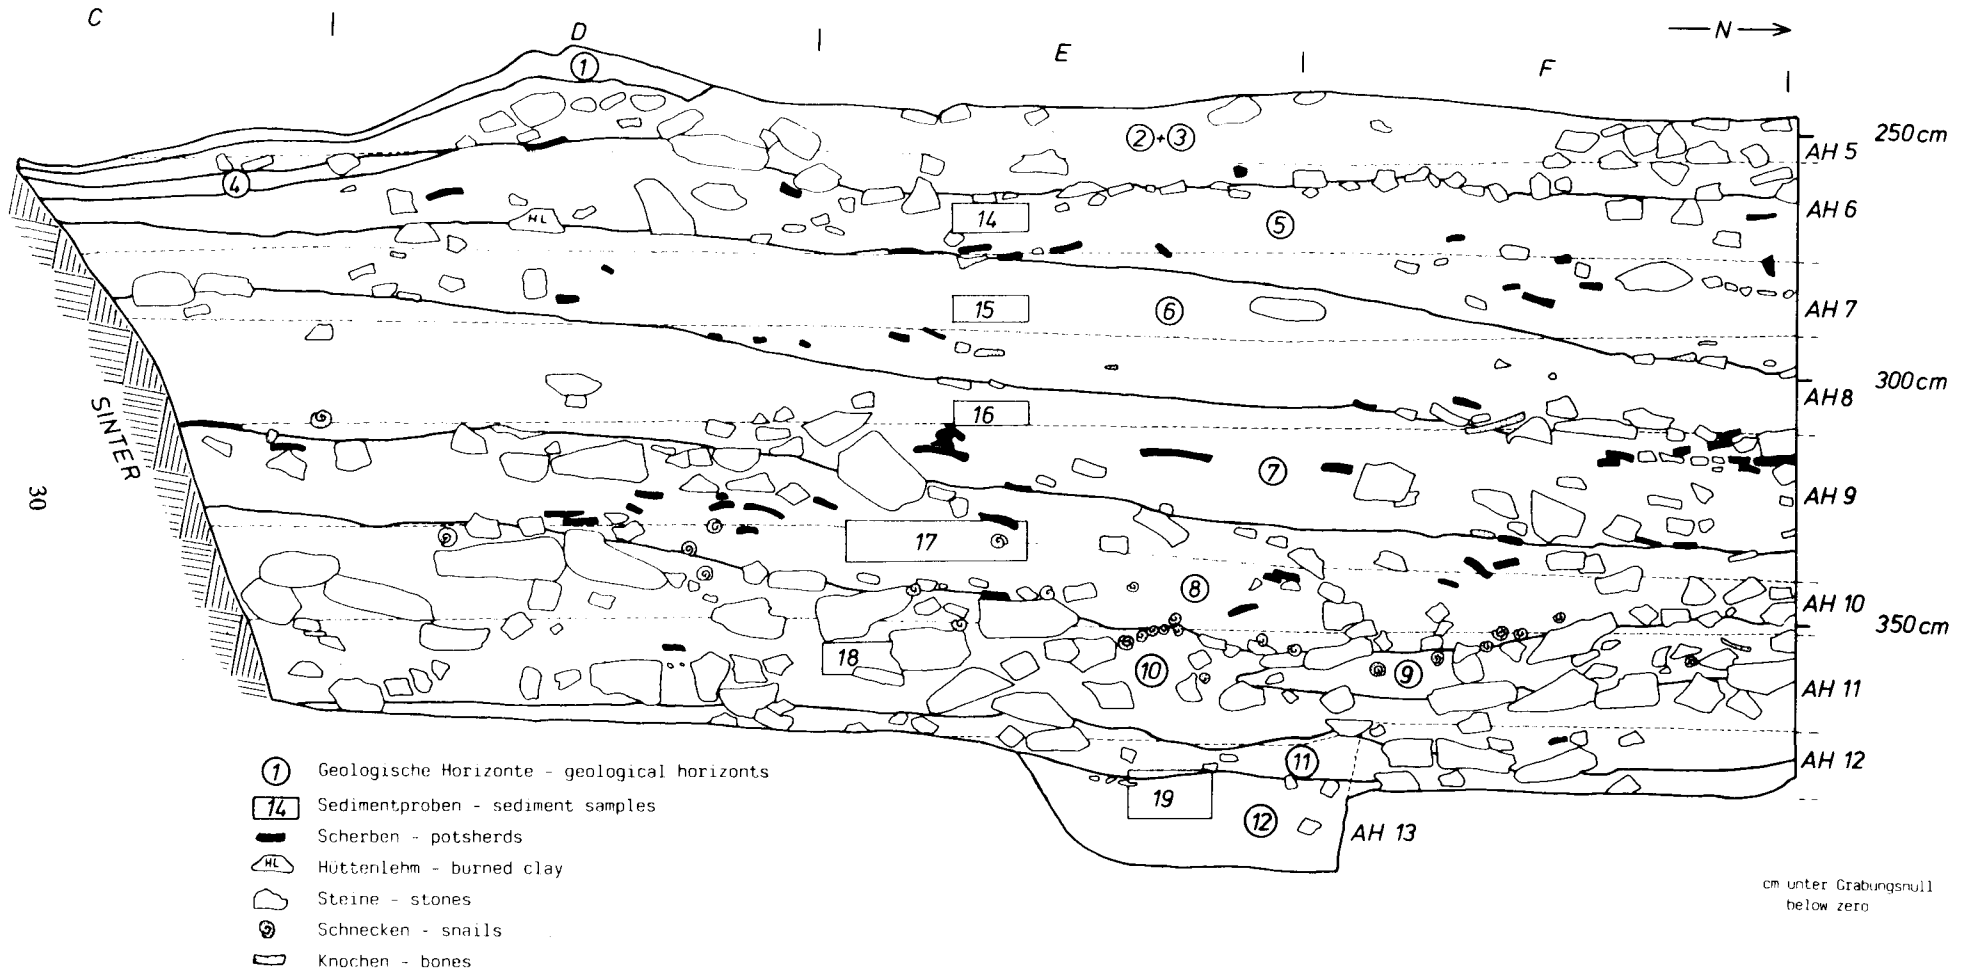 C D E F
—N→
1
2+3
250cm
AH 5
4
HL
14
5
AH 6
15
6
AH 7
300cm
AH 8
16
SINTER
7
30
AH 9
17
8
AH 10
350cm
18
10
9
AH 11
11
AH 12
19
12
AH 13
1 Geologische Horizonte - geological horizonts
14 Sedimentproben - sediment samples
Scherben - potsherds
HL Hüttenlehm - burned clay
Steine - stones
Schnecken - snails
Knochen - bones
cm unter Grabungsnull
below zero